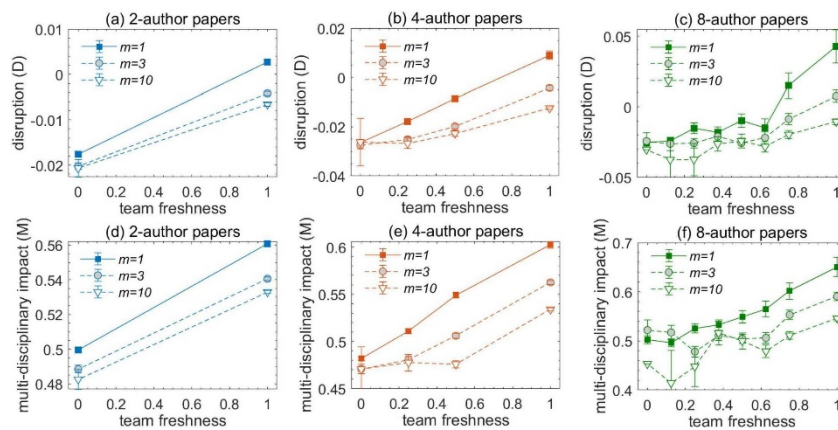 (a) 2-author papers
(b) 4-author papers
(c) 8-author papers
disruption (D)
0.01
0
-0.01
-0.02
m=1
m=3
m=10
0 0.2 0.4 0.6 0.8 1
team freshness
disruption (D)
0.02
0
-0.02
-0.04
m=1
m=3
m=10
0 0.2 0.4 0.6 0.8 1
team freshness
disruption (D)
0.05
0
-0.05
m=1
m=3
m=10
0 0.2 0.4 0.6 0.8 1
team freshness
(d) 2-author papers
(e) 4-author papers
(f) 8-author papers
multi-disciplinary impact (M)
0.56
0.54
0.52
0.5
0.48
m=1
m=3
m=10
0 0.2 0.4 0.6 0.8 1
team freshness
multi-disciplinary impact (M)
0.6
0.55
0.5
0.45
m=1
m=3
m=10
0 0.2 0.4 0.6 0.8 1
team freshness
multi-disciplinary impact (M)
0.7
0.6
0.5
0.4
m=1
m=3
m=10
0 0.2 0.4 0.6 0.8 1
team freshness